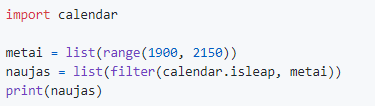 import calendar
metai = list(range(1900, 2150))
naujas = list(filter(calendar.isleap, metai))
print(naujas)